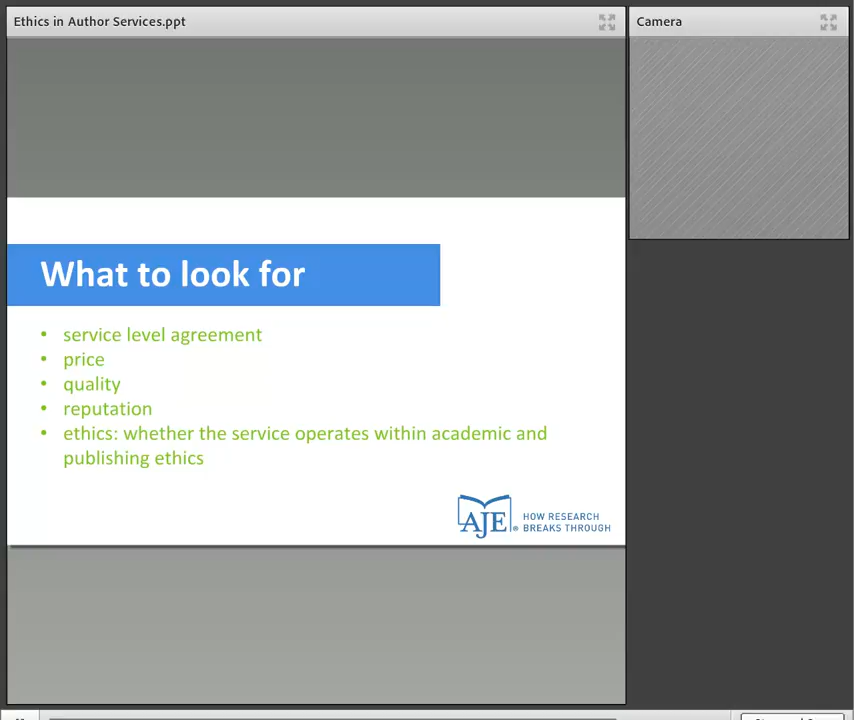 Ethics in Author Services.ppt
Camera
What to look for
• service level agreement
• price
• quality
• reputation
• ethics: whether the service operates within academic and
publishing ethics
AJE® HOW RESEARCH
BREAKS THROUGH